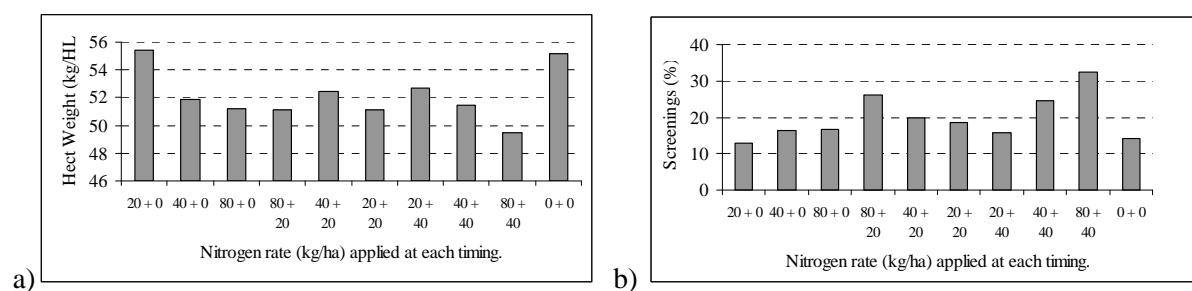 56
54
52
50
48
46
Hect Weight (kg/HL
20 + 0 40 + 0 80 + 0 80 + 40 + 20 + 20 + 40 + 80 + 0 + 0
20 20 20 40 40 40
Nitrogen rate (kg/ha) applied at each timing.
a)
40
30
20
10
0
Screenings (%)
20 + 0 40 + 0 80 + 0 80 + 40 + 20 + 20 + 40 + 80 + 0 + 0
20 20 20 40 40 40
Nitrogen rate (kg/ha) applied at each timing.
b)